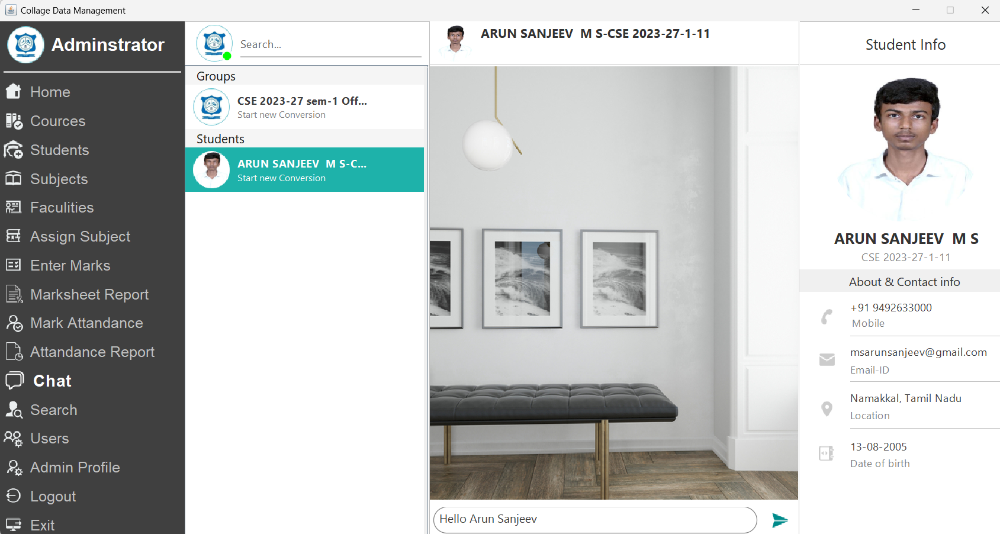 Collage Data Management
Adminstrator
Home
Cources
Students
Subjects
Faculities
Assign Subject
Enter Marks
Marksheet Report
Mark Attandance
Attandance Report
Chat
Search
Users
Admin Profile
Logout
Exit
Search...
Groups
CSE 2023-27 sem-1 Off...
Start new Conversion
Students
ARUN SANJEEV  M S-C...
Start new Conversion
ARUN SANJEEV  M S-CSE 2023-27-1-11
Hello Arun Sanjeev
Student Info
ARUN SANJEEV  M S
CSE 2023-27-1-11
About & Contact info
+91 9492633000
Mobile
msarunsanjeev@gmail.com
Email-ID
Namakkal, Tamil Nadu
Location
13-08-2005
Date of birth